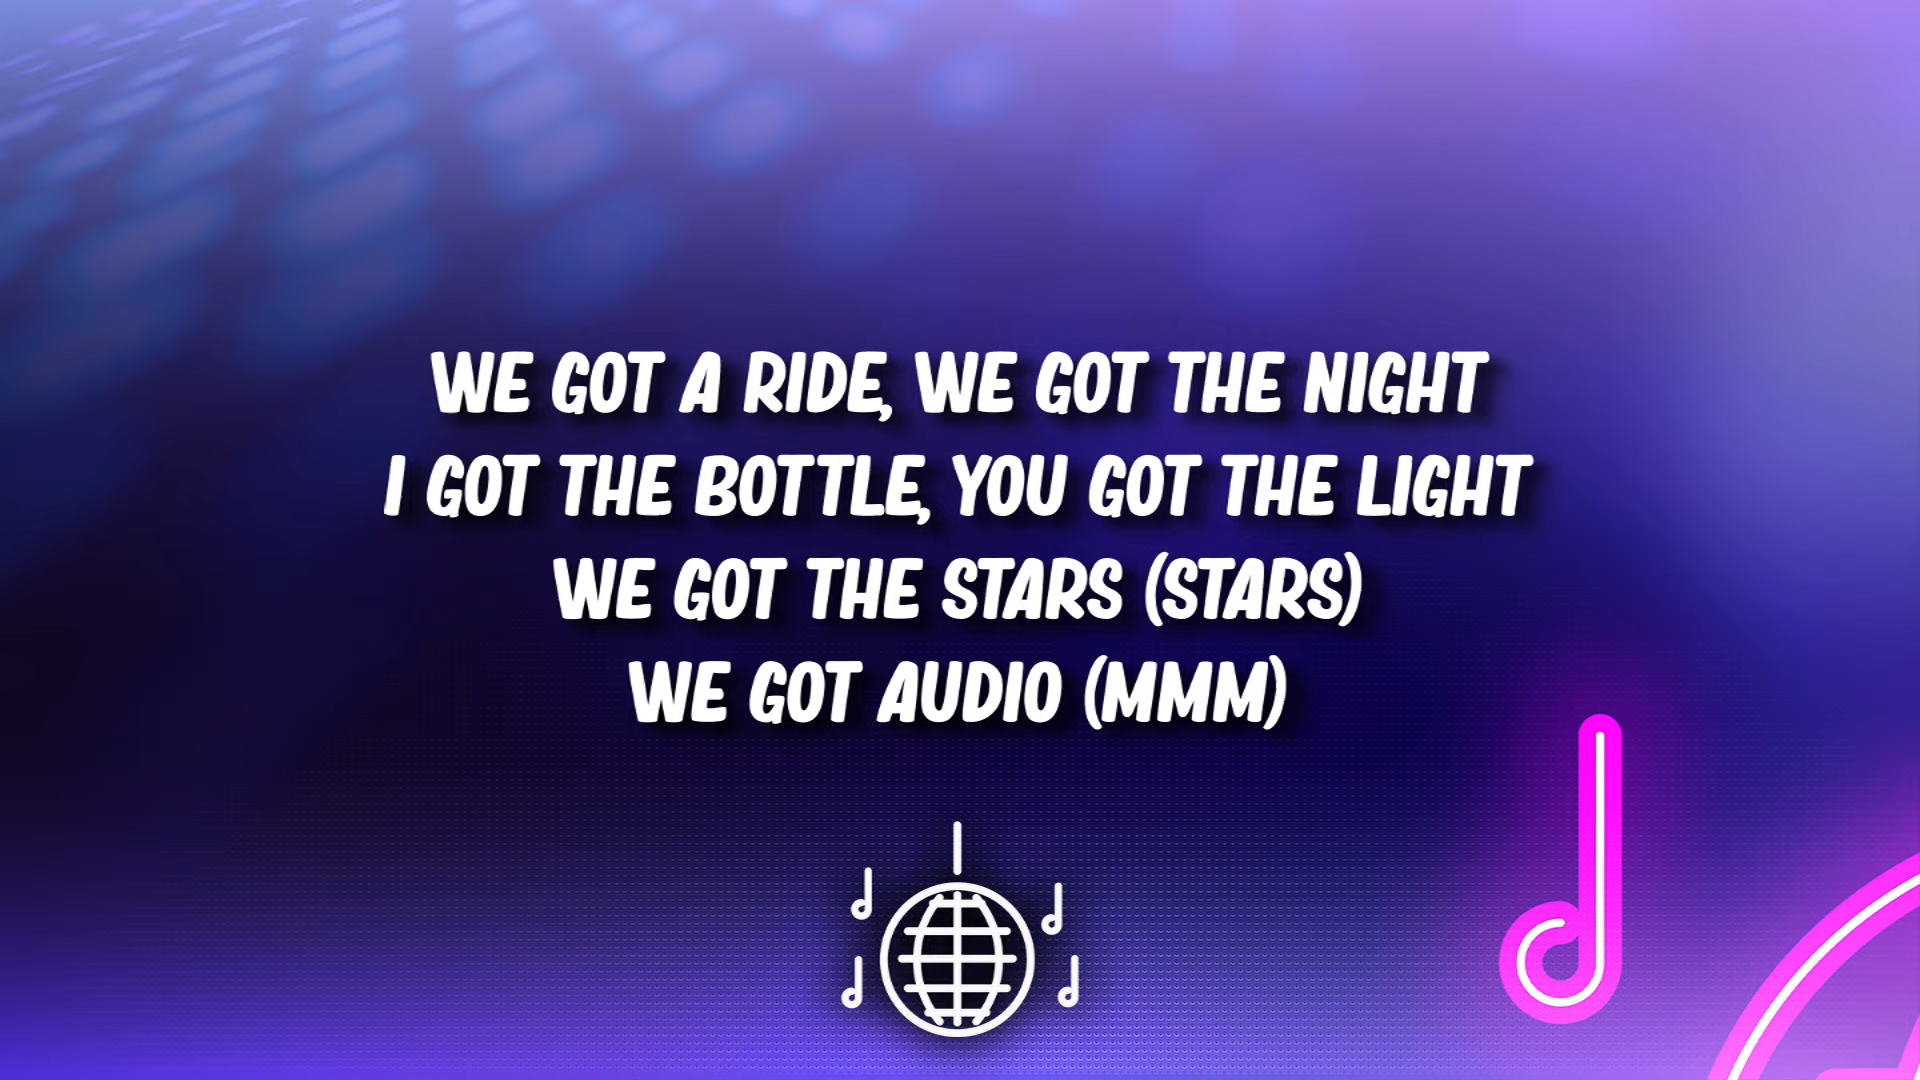 WE GOT A RIDE, WE GOT THE NIGHT
I GOT THE BOTTLE, YOU GOT THE LIGHT
WE GOT THE STARS (STARS)
WE GOT AUDIO (MMM)